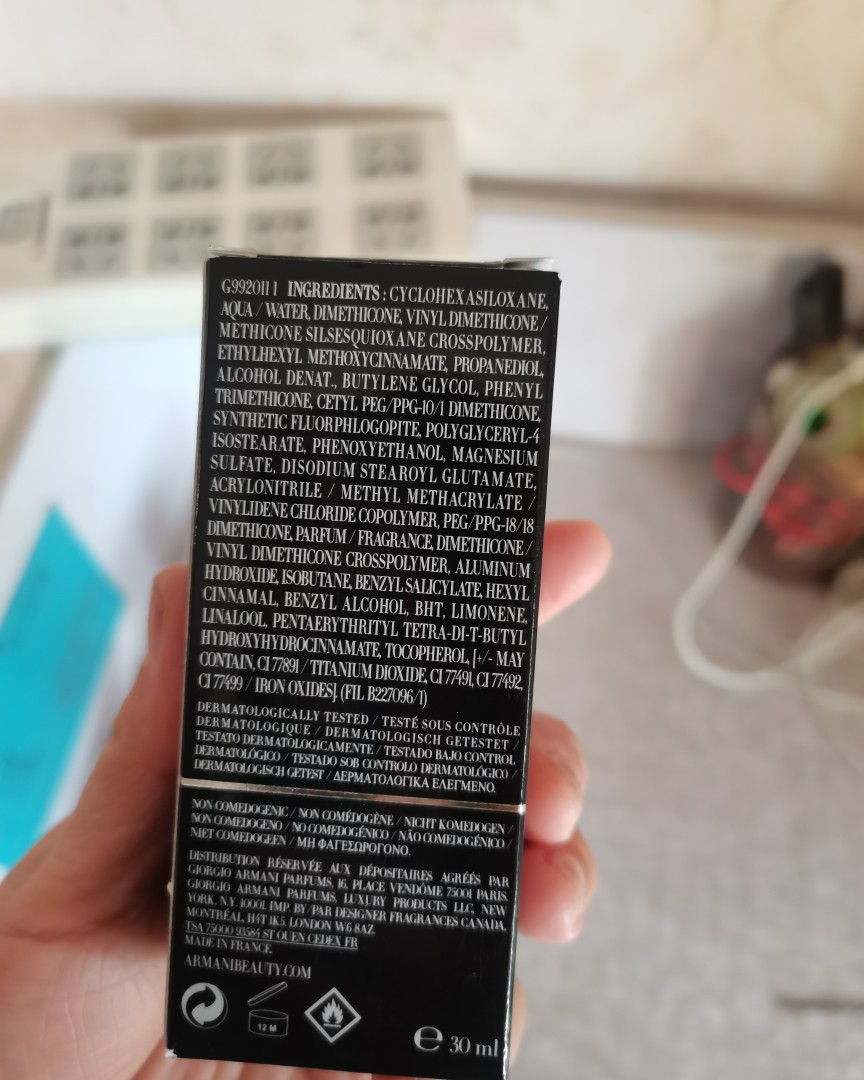 G992011 1 INGREDIENTS : CYCLOHEXASILOXANE,
AQUA / WATER, DIMETHICONE, VINYL DIMETHICONE /
METHICONE SILSESQUIOXANE CROSSPOLYMER,
ETHYLHEXYL METHOXYCINNAMATE, PROPANEDIOL,
ALCOHOL DENAT., BUTYLENE GLYCOL, PHENYL
TRIMETHICONE, CETYL PEG/PPG-10/1 DIMETHICONE,
SYNTHETIC FLUORPHLOGOPITE, POLYGLYCERYL-4
ISOSTEARATE, PHENOXYETHANOL, MAGNESIUM
SULFATE, DISODIUM STEAROYL GLUTAMATE,
ACRYLONITRILE / METHYL METHACRYLATE /
VINYLIDENE CHLORIDE COPOLYMER, PEG/PPG-18/18
DIMETHICONE, PARFUM / FRAGRANCE, DIMETHICONE /
VINYL DIMETHICONE CROSSPOLYMER, ALUMINUM
HYDROXIDE, ISOBUTANE, BENZYL SALICYLATE, HEXYL
CINNAMAL, BENZYL ALCOHOL, BHT, LIMONENE,
LINALOOL, PENTAERYTHRITYL TETRA-DI-T-BUTYL
HYDROXYHYDROCINNAMATE, TOCOPHEROL, [+/- MAY
CONTAIN, CI 77891 / TITANIUM DIOXIDE, CI 77491, CI 77492,
CI 77499 / IRON OXIDES]. (FIL B227096/1)
DERMATOLOGICALLY TESTED / TESTÉ SOUS CONTRÔLE
DERMATOLOGIQUE / DERMATOLOGISCH GETESTET /
TESTATO DERMATOLOGICAMENTE / TESTADO BAJO CONTROL
DERMATOLÓGICO / TESTADO SOB CONTROLO DERMATOLÓGICO /
DERMATOLOGISCH GETEST / ΔΕΡΜΑΤΟΛΟΓΙΚΑ ΕΛΕΓΜΕΝΟ.
NON COMEDOGENIC / NON COMÉDOGÈNE / NICHT KOMEDOGEN /
NON COMEDOGENO / NO COMEDOGÉNICO / NÃO COMEDOGÉNICO /
NIET COMEDOGEEN / ΜΗ ΦΑΓΕΣΩΡΟΓΟΝΟ.
DISTRIBUTION RÉSERVÉE AUX DÉPOSITAIRES AGRÉÉS PAR
GIORGIO ARMANI PARFUMS, 16, PLACE VENDÔME 75001 PARIS,
GIORGIO ARMANI PARFUMS, LUXURY PRODUCTS LLC, NEW
YORK, N.Y. 10001. IMP. BY/PAR DESIGNER FRAGRANCES CANADA,
MONTRÉAL, H4T 1K5. LONDON W6 8AZ
TSA 75000 93584 ST OUEN CEDEX FR
MADE IN FRANCE
ARMANIBEAUTY.COM
12 M
℮ 30 ml